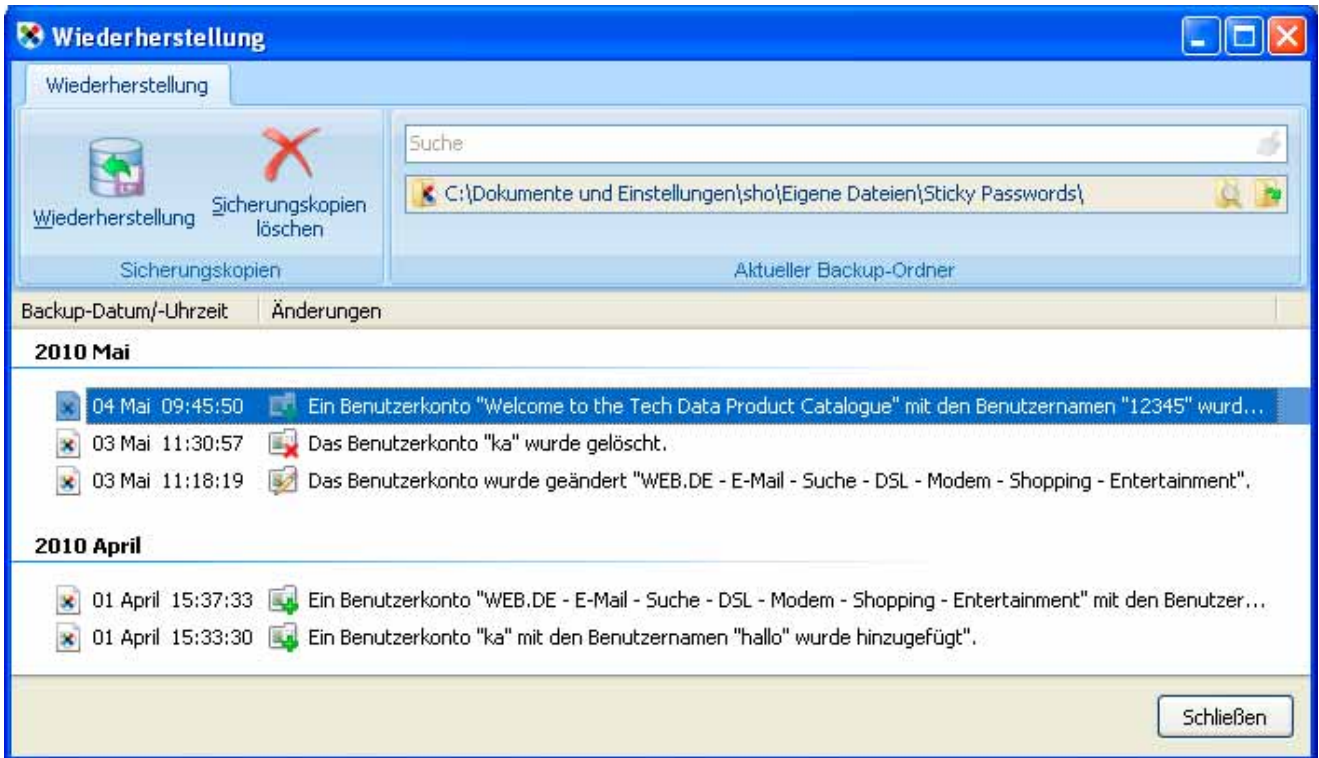 Wiederherstellung
Wiederherstellung
Wiederherstellung
Sicherungskopien
löschen
Sicherungskopien
Suche
C:\Dokumente und Einstellungen\sho\Eigene Dateien\Sticky Passwords\
Aktueller Backup-Ordner
Backup-Datum/-Uhrzeit Änderungen
2010 Mai
04 Mai 09:45:50 Ein Benutzerkonto "Welcome to the Tech Data Product Catalogue" mit den Benutzernamen "12345" wurd...
03 Mai 11:30:57 Das Benutzerkonto "ka" wurde gelöscht.
03 Mai 11:18:19 Das Benutzerkonto wurde geändert "WEB.DE - E-Mail - Suche - DSL - Modem - Shopping - Entertainment".
2010 April
01 April 15:37:33 Ein Benutzerkonto "WEB.DE - E-Mail - Suche - DSL - Modem - Shopping - Entertainment" mit den Benutzer...
01 April 15:33:30 Ein Benutzerkonto "ka" mit den Benutzernamen "hallo" wurde hinzugefügt".
Schließen